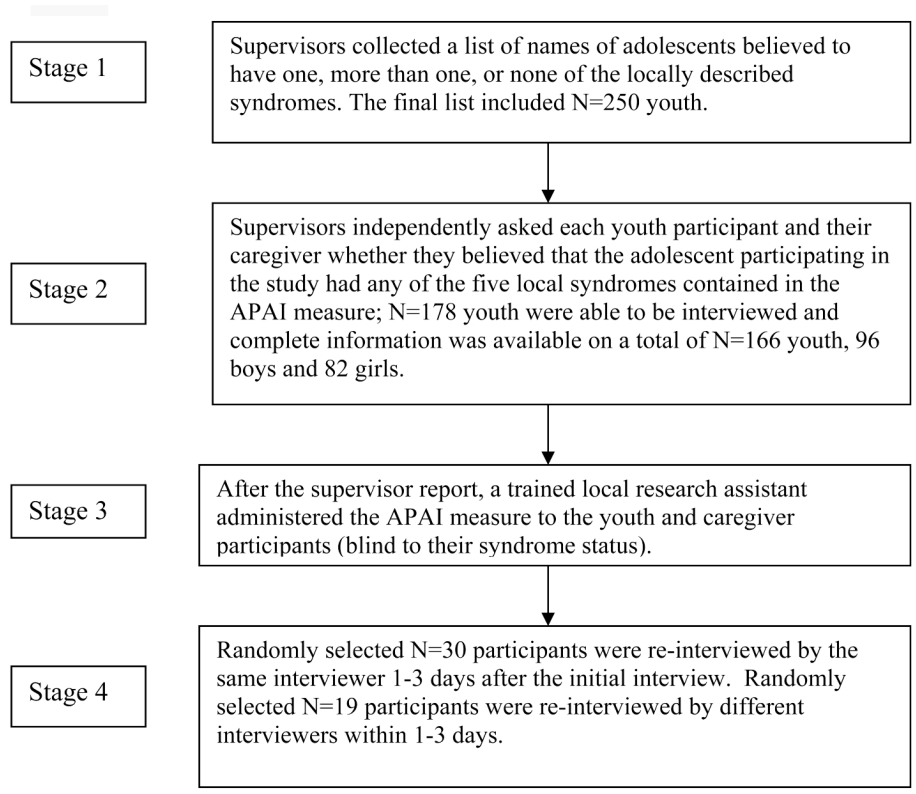 Stage 1
Supervisors collected a list of names of adolescents believed to
have one, more than one, or none of the locally described
syndromes. The final list included N=250 youth.
Stage 2
Supervisors independently asked each youth participant and their
caregiver whether they believed that the adolescent participating in
the study had any of the five local syndromes contained in the
APAI measure; N=178 youth were able to be interviewed and
complete information was available on a total of N=166 youth, 96
boys and 82 girls.
Stage 3
After the supervisor report, a trained local research assistant
administered the APAI measure to the youth and caregiver
participants (blind to their syndrome status).
Stage 4
Randomly selected N=30 participants were re-interviewed by the
same interviewer 1-3 days after the initial interview.  Randomly
selected N=19 participants were re-interviewed by different
interviewers within 1-3 days.